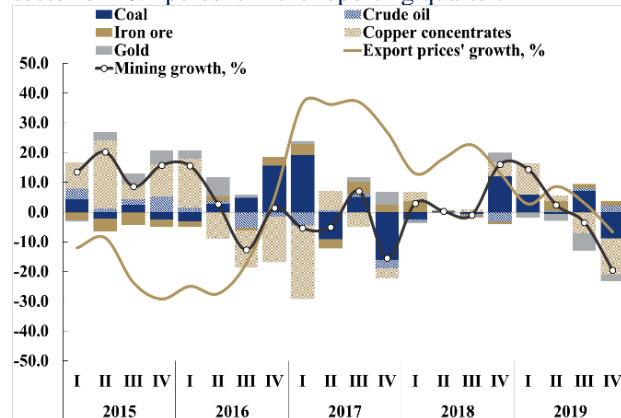 Coal
Crude oil
Iron ore
Copper concentrates
Gold
Export prices' growth, %
Mining growth, %
50.0
40.0
30.0
20.0
10.0
0.0
-10.0
-20.0
-30.0
-40.0
-50.0
I II III IV I II III IV I II III IV I II III IV I II III IV
2015 2016 2017 2018 2019